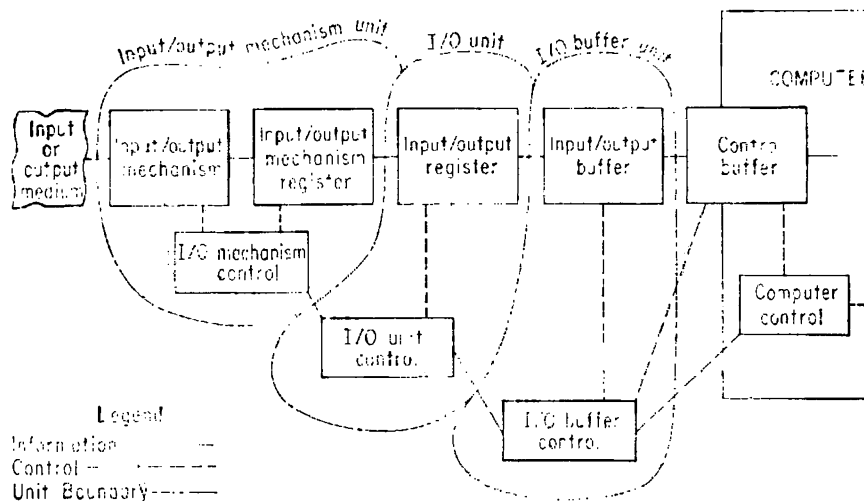 Input/output mechanism unit
I/O unit
I/O buffer unit
COMPUTER
Input
or
output
medium
Input/output
mechanism
Input/output
mechanism
register
Input/output
register
Input/output
buffer
Control
buffer
I/O mechanism
control
I/O unit
control
Computer
control
I/O buffer
control
Legend
Information
Control
Unit Boundary